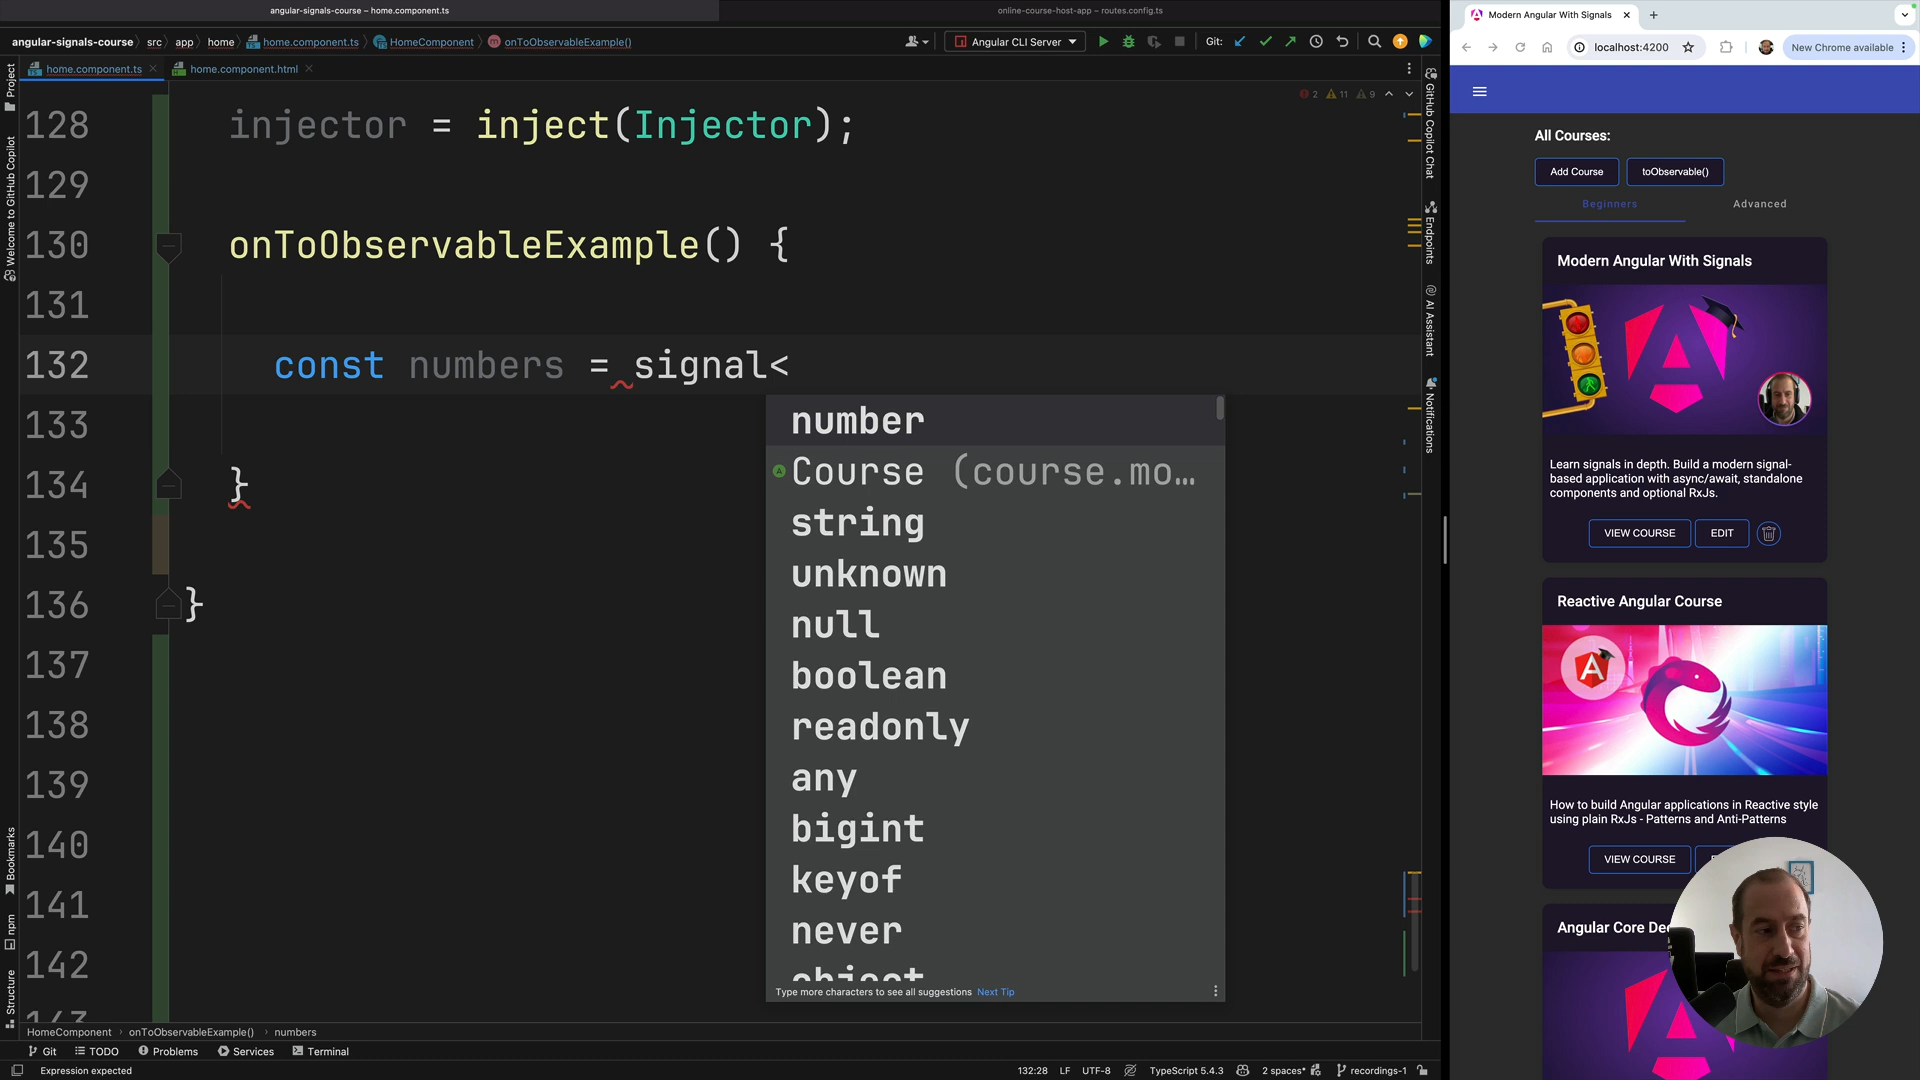 angular-signals-course – home.component.ts
online-course-host-app – routes.config.ts
angular-signals-course
src
app
home
home.component.ts
HomeComponent
onToObservableExample()
Angular CLI Server
Git:
home.component.ts
home.component.html
2
11
9
Project
Welcome to GitHub Copilot
Bookmarks
npm
Structure
GitHub Copilot Chat
Endpoints
AI Assistant
Notifications
128 injector = inject(Injector);
129
130 onToObservableExample() {
131
132 const numbers = signal<
133
134 }
135
136 }
137
138
139
140
141
142
143
number
Course (course.mo…
string
unknown
null
boolean
readonly
any
bigint
keyof
never
object
Type more characters to see all suggestions Next Tip
HomeComponent
onToObservableExample()
numbers
Git
TODO
Problems
Services
Terminal
Expression expected
132:28
LF
UTF-8
TypeScript 5.4.3
2 spaces*
recordings-1
Modern Angular With Signals
localhost:4200
New Chrome available
All Courses:
Add Course
toObservable()
Beginners
Advanced
Modern Angular With Signals
Learn signals in depth. Build a modern signal-
based application with async/await, standalone
components and optional RxJs.
VIEW COURSE
EDIT
Reactive Angular Course
How to build Angular applications in Reactive style
using plain RxJs - Patterns and Anti-Patterns
VIEW COURSE
Angular Core